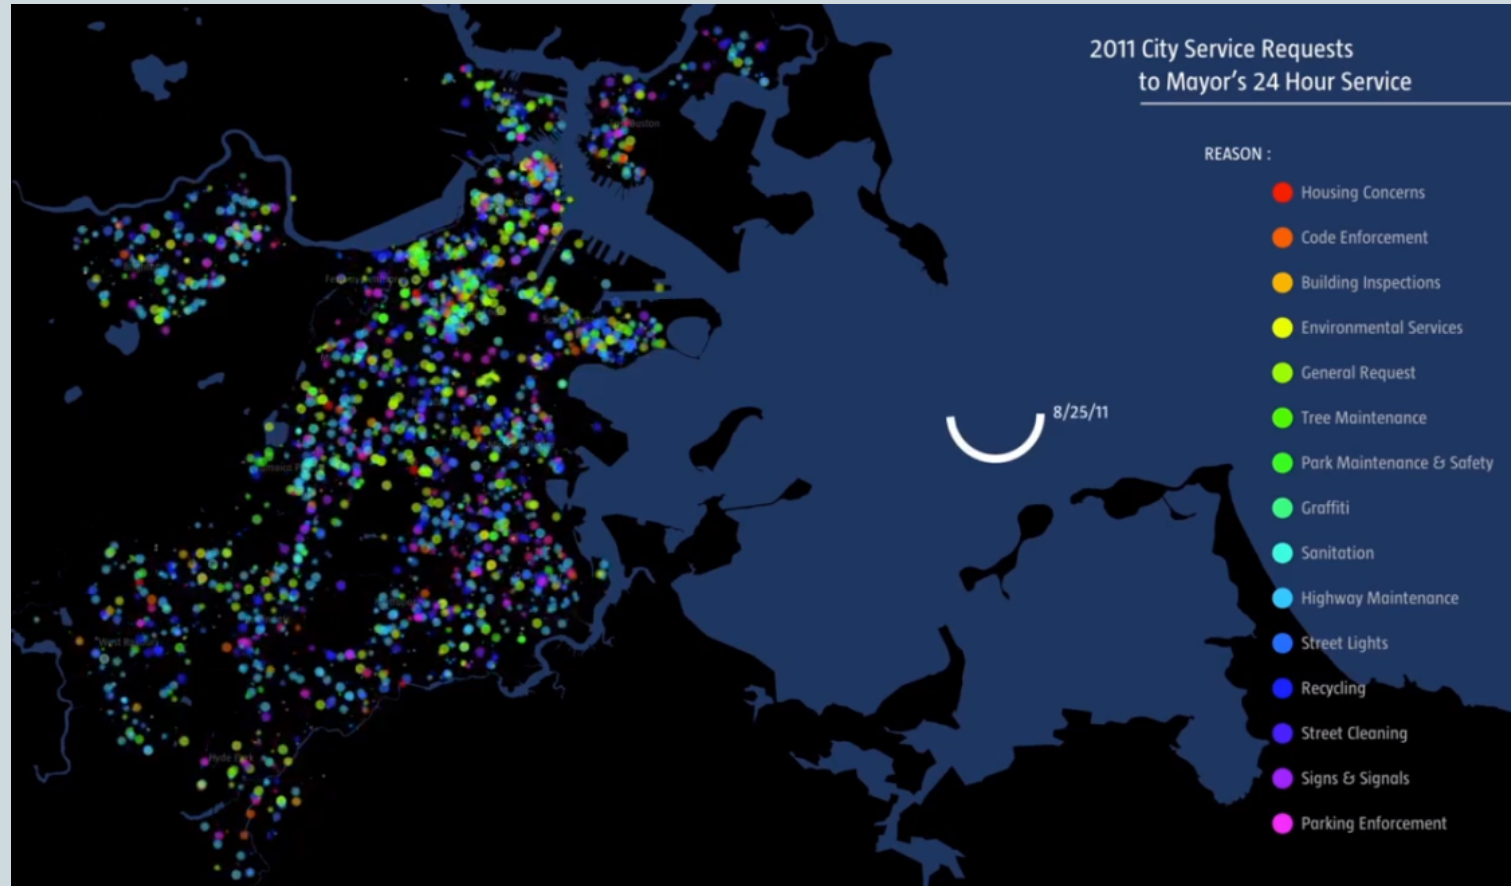 2011 City Service Requests
to Mayor's 24 Hour Service
REASON :
Housing Concerns
Code Enforcement
Building Inspections
Environmental Services
General Request
Tree Maintenance
8/25/11
Park Maintenance & Safety
Graffiti
Sanitation
Highway Maintenance
Street Lights
Recycling
Street Cleaning
Signs & Signals
Parking Enforcement
Hyde Park